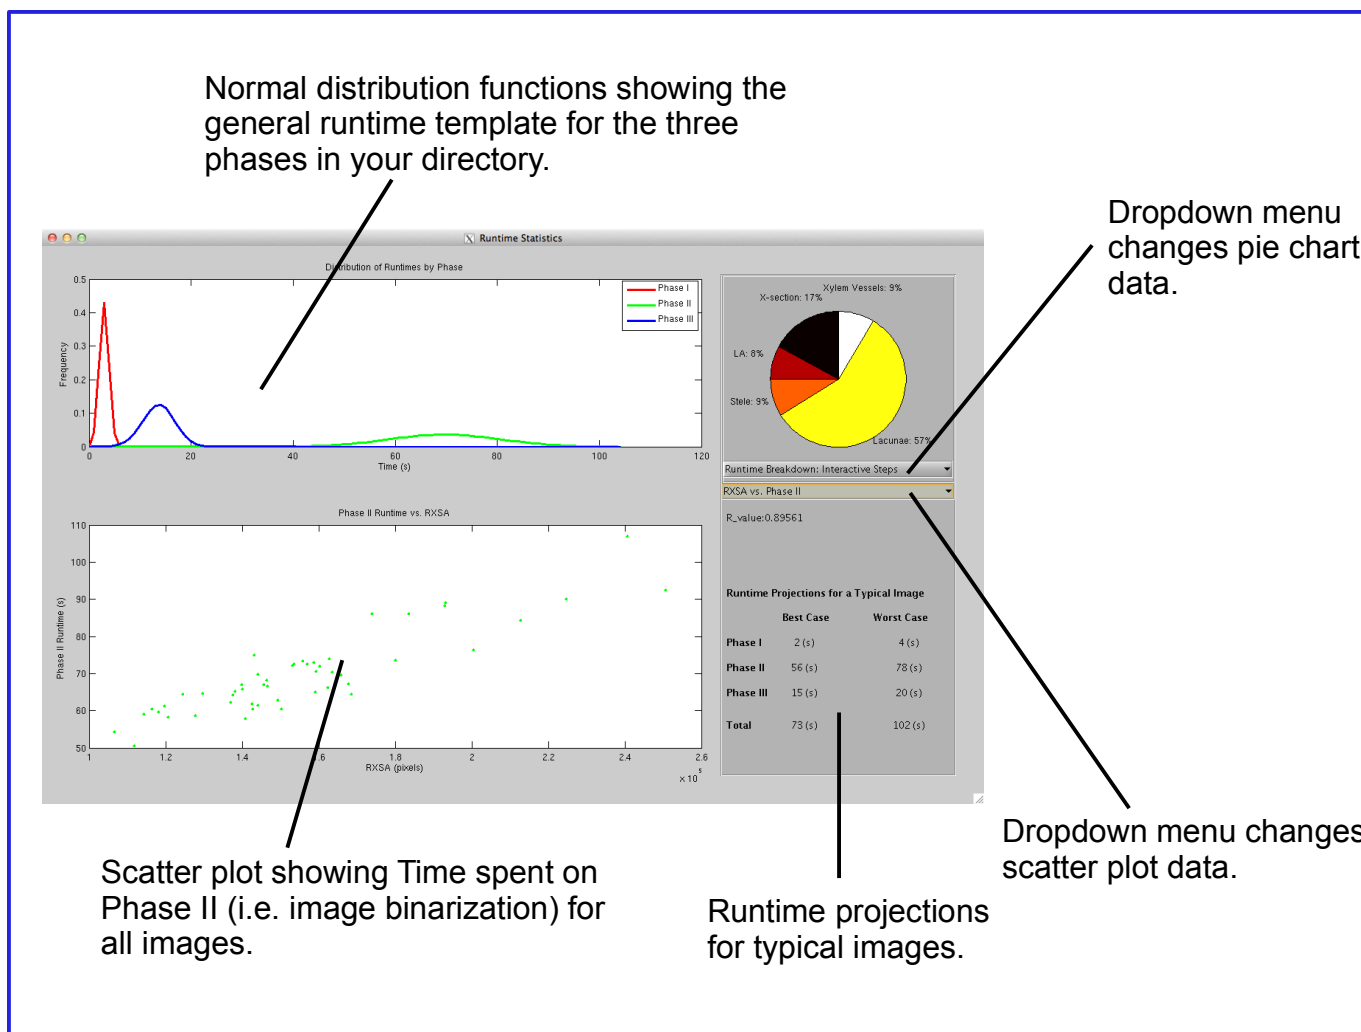 Normal distribution functions showing the
general runtime template for the three
phases in your directory.
Dropdown menu
changes pie chart
data.
Runtime Statistics
Distribution of Runtimes by Phase
0.5
0.4
0.3
0.2
0.1
0
Frequency
0 20 40 60 80 100 120
Time (s)
Phase I
Phase II
Phase III
Xylem Vessels: 9%
X-section: 17%
LA: 8%
Stele: 9%
Lacunae: 57%
Runtime Breakdown: Interactive Steps
RXSA vs. Phase II
R_value:0.89561
Runtime Projections for a Typical Image
Best Case Worst Case
Phase I 2 (s) 4 (s)
Phase II 56 (s) 78 (s)
Phase III 15 (s) 20 (s)
Total 73 (s) 102 (s)
Phase II Runtime vs. RXSA
110
100
90
80
70
60
50
Phase II Runtime (s)
1 1.2 1.4 1.6 1.8 2 2.2 2.4 2.6
RXSA (pixels)
x 10^5
Scatter plot showing Time spent on
Phase II (i.e. image binarization) for
all images.
Runtime projections
for typical images.
Dropdown menu changes
scatter plot data.